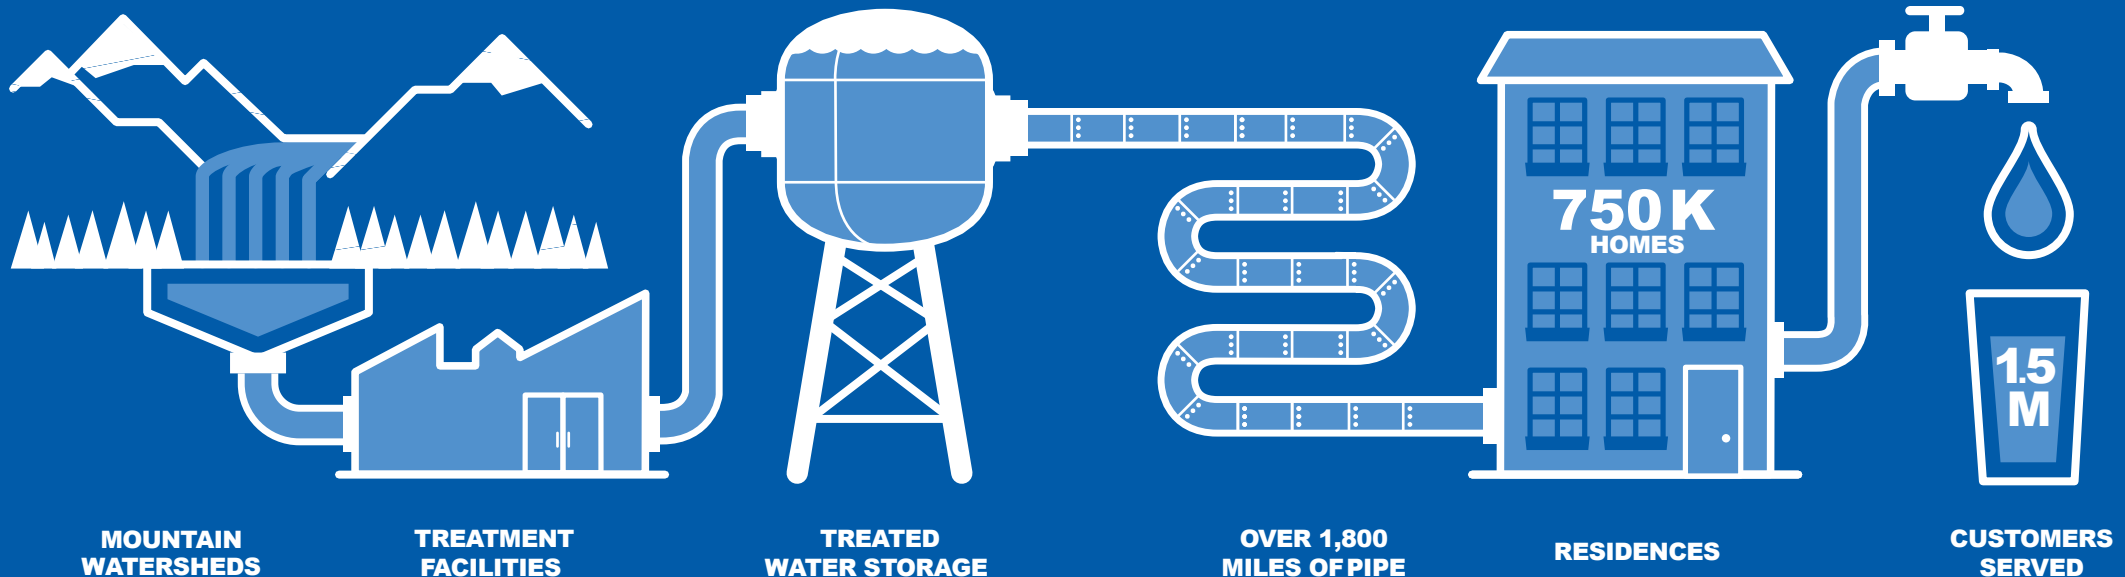 750K
HOMES
1.5
M
MOUNTAIN
WATERSHEDS
TREATMENT
FACILITIES
TREATED
WATER STORAGE
OVER 1,800
MILES OF PIPE
RESIDENCES
CUSTOMERS
SERVED